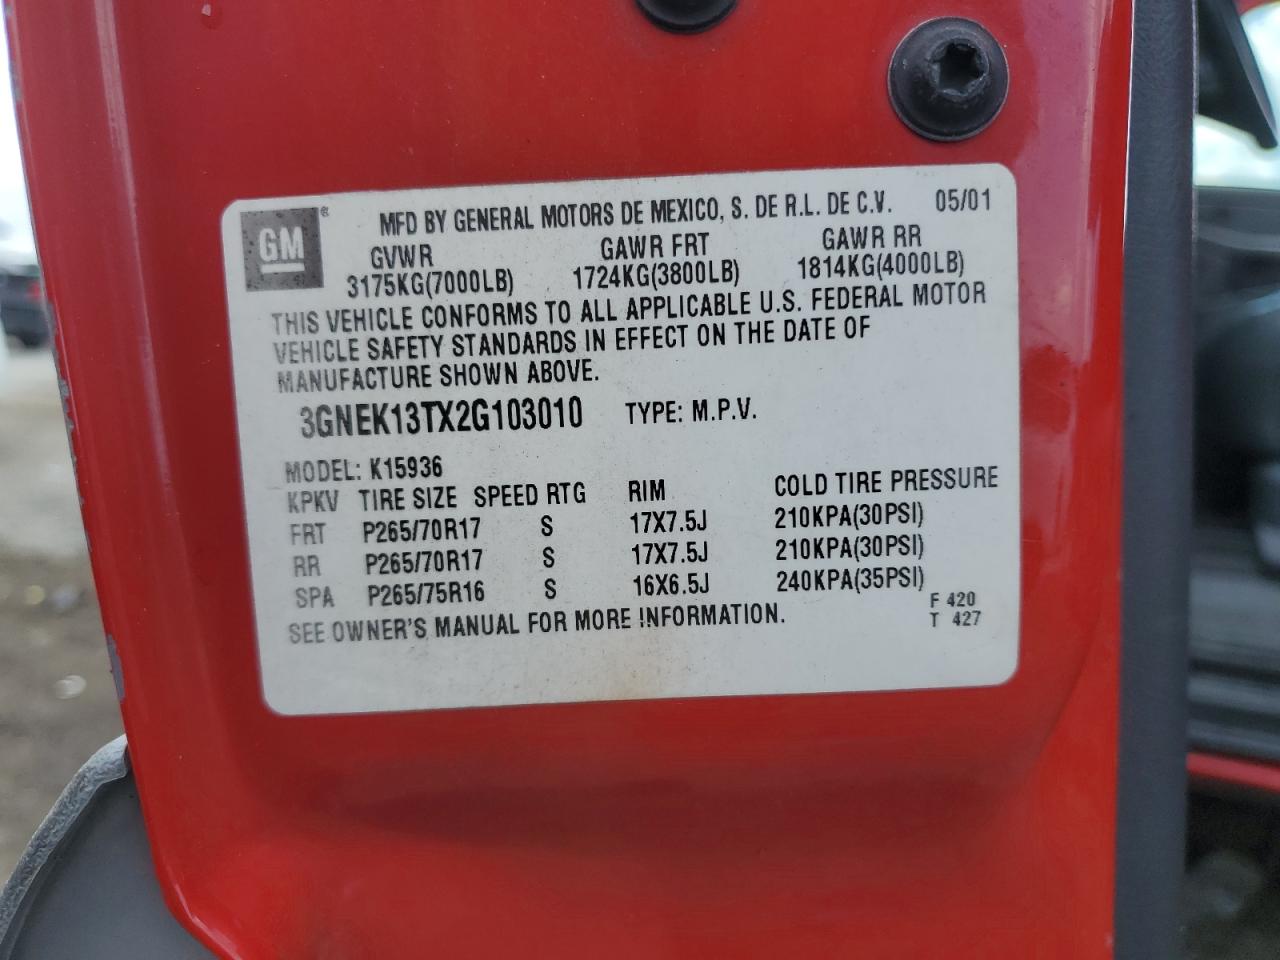 GM ® MFD BY GENERAL MOTORS DE MEXICO, S. DE R.L. DE C.V. 05/01
GVWR GAWR FRT GAWR RR
3175KG(7000LB) 1724KG(3800LB) 1814KG(4000LB)
THIS VEHICLE CONFORMS TO ALL APPLICABLE U.S. FEDERAL MOTOR
VEHICLE SAFETY STANDARDS IN EFFECT ON THE DATE OF
MANUFACTURE SHOWN ABOVE.
3GNEK13TX2G103010 TYPE: M.P.V.
MODEL: K15936
KPKV TIRE SIZE SPEED RTG RIM COLD TIRE PRESSURE
FRT P265/70R17 S 17X7.5J 210KPA(30PSI)
RR P265/70R17 S 17X7.5J 210KPA(30PSI)
SPA P265/75R16 S 16X6.5J 240KPA(35PSI)
SEE OWNER'S MANUAL FOR MORE INFORMATION.
F 420
T 427